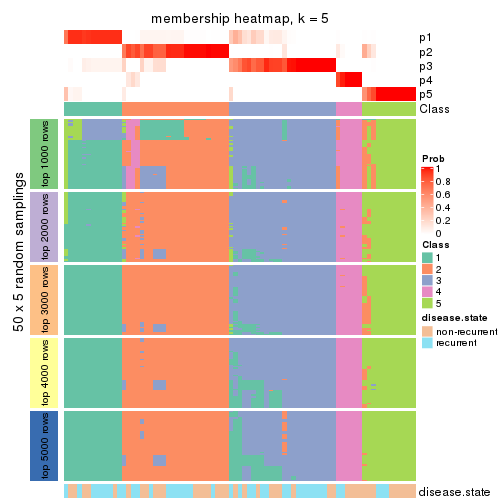 membership heatmap, k = 5
p1
p2
p3
p4
p5
Class
50 x 5 random samplings
top 1000 rows
top 2000 rows
top 3000 rows
top 4000 rows
top 5000 rows
disease.state
Prob
1
0.8
0.6
0.4
0.2
0
Class
1
2
3
4
5
disease.state
non-recurrent
recurrent